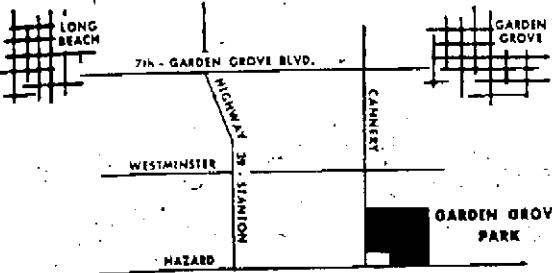 LONG
BEACH
GARDEN
GROVE
7th - GARDEN GROVE BLVD.
HIGHWAY 39 - STANTON
CANNERY
WESTMINSTER
GARDEN GROV
PARK
HAZARD